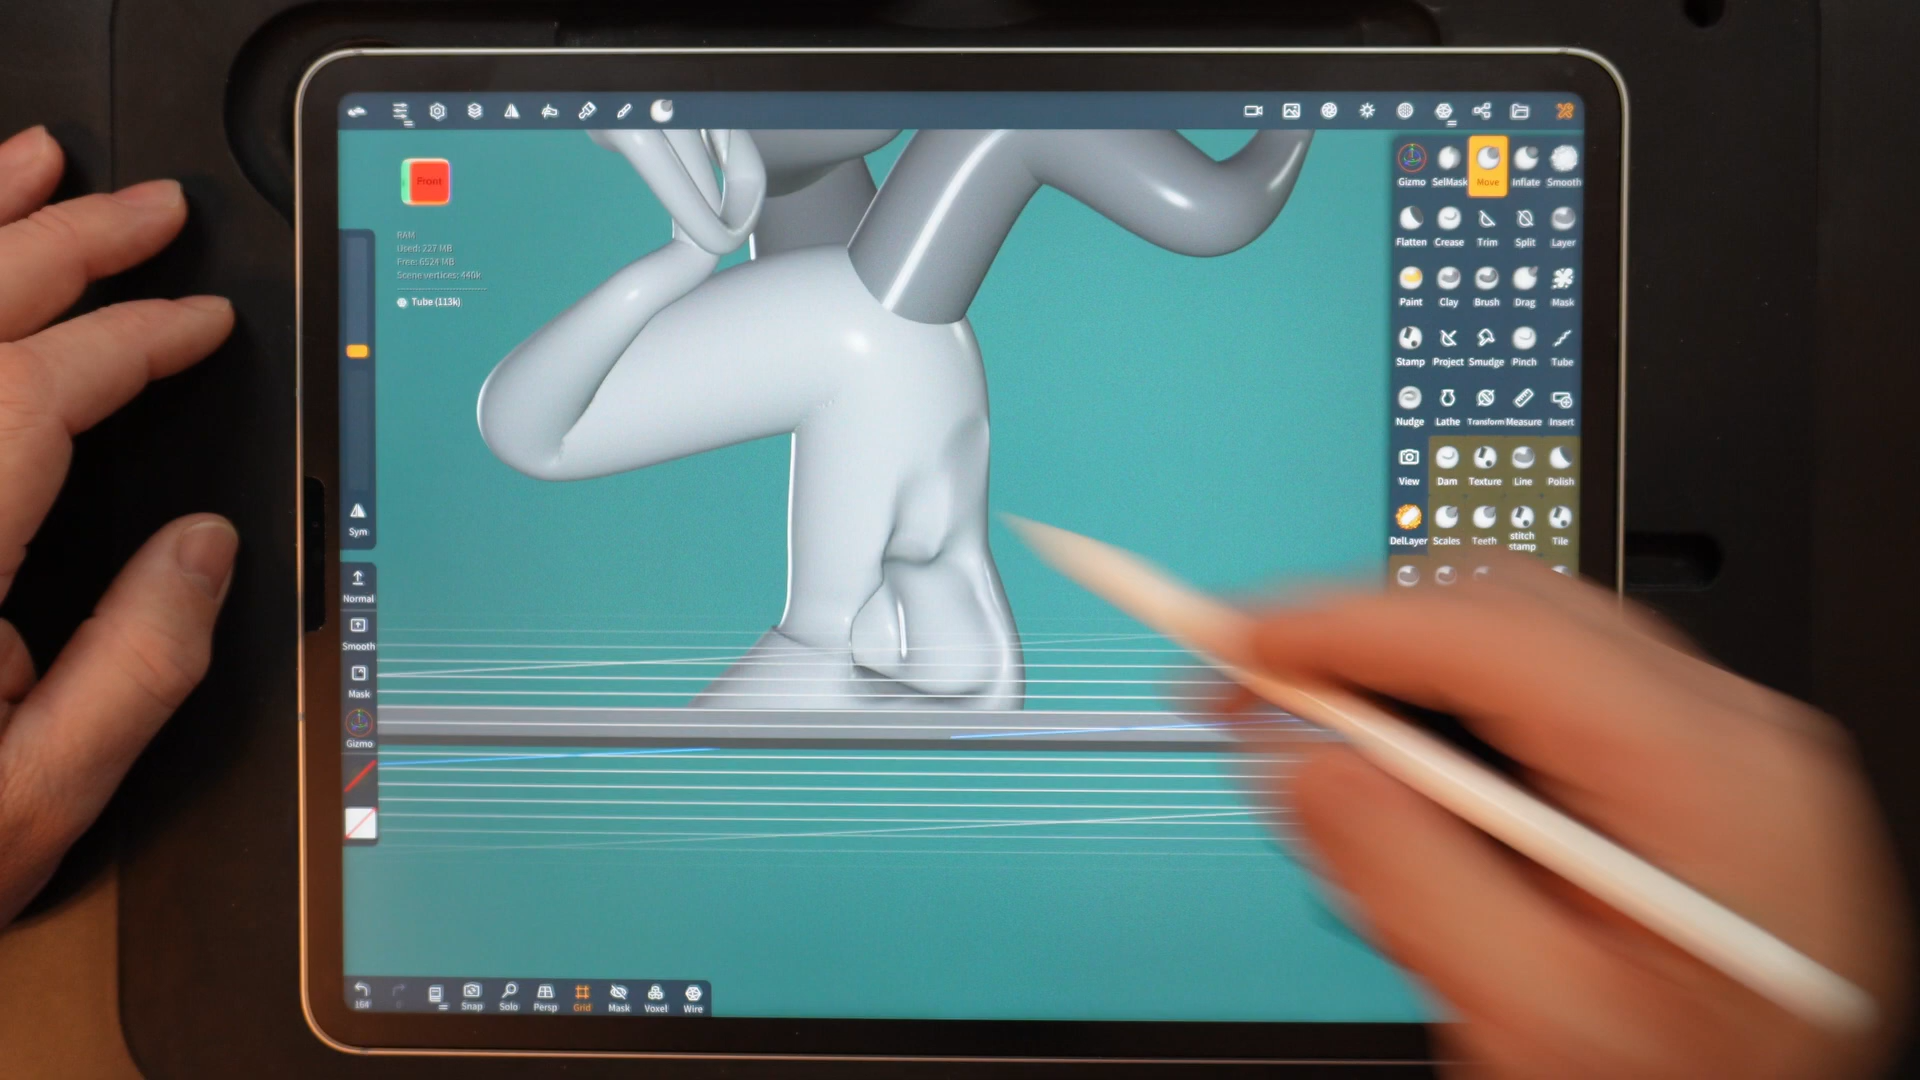 Front
RAM
Used: 227 MB
Free: 6524 MB
Scene vertices: 440k
Tube (113k)
Sym
Normal
Smooth
Mask
Gizmo
Gizmo SelMask Move Inflate Smooth
Flatten Crease Trim Split Layer
Paint Clay Brush Drag Mask
Stamp Project Smudge Pinch Tube
Nudge Lathe Transform Measure Insert
View Dam Texture Line Polish
DelLayer Scales Teeth stitch stamp Tile
164 Snap Solo Persp Grid Mask Voxel Wire